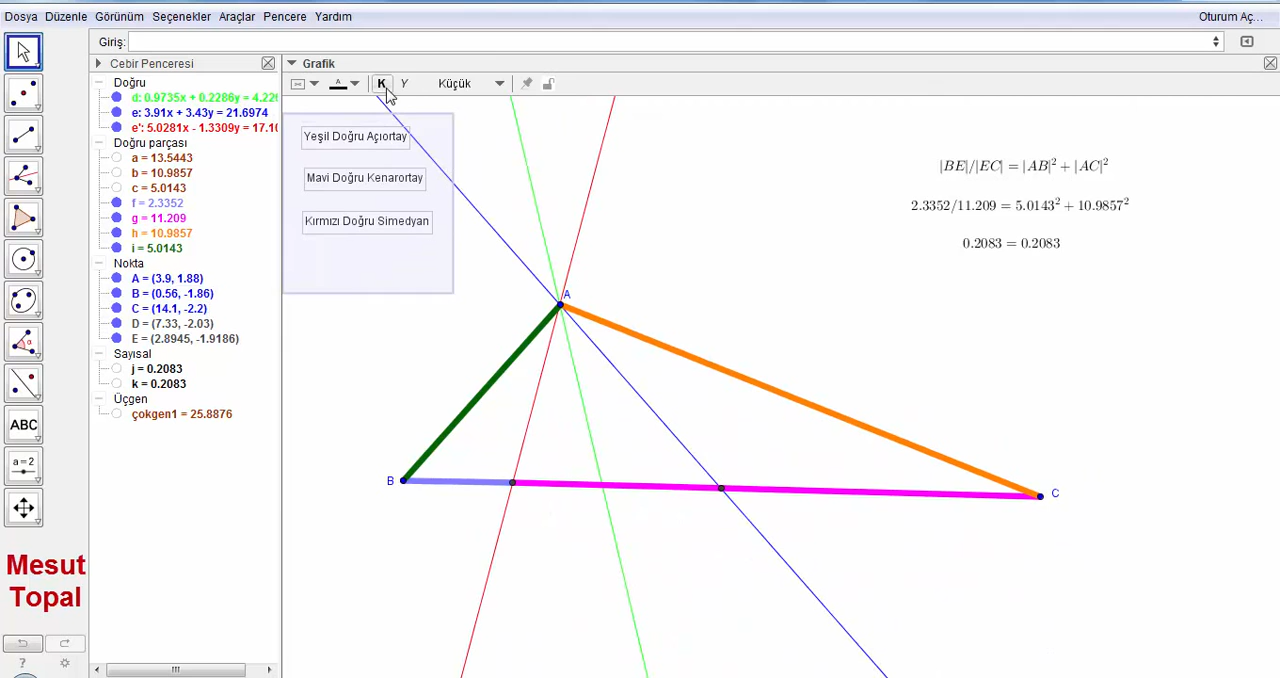 Dosya Düzenle Görünüm Seçenekler Araçlar Pencere Yardım Oturum Aç...
Giriş:
Cebir Penceresi
Grafik
K Y Küçük
Doğru
d: 0.9735x + 0.2286y = 4.226
e: 3.91x + 3.43y = 21.6974
e': 5.0281x - 1.3309y = 17.10
Doğru parçası
a = 13.5443
b = 10.9857
c = 5.0143
f = 2.3352
g = 11.209
h = 10.9857
i = 5.0143
Nokta
A = (3.9, 1.88)
B = (0.56, -1.86)
C = (14.1, -2.2)
D = (7.33, -2.03)
E = (2.8945, -1.9186)
Sayısal
j = 0.2083
k = 0.2083
Üçgen
çokgen1 = 25.8876
Yeşil Doğru Açıortay
Mavi Doğru Kenarortay
Kırmızı Doğru Simedyan
|BE|/|EC| = |AB|² + |AC|²
2.3352/11.209 = 5.0143² + 10.9857²
0.2083 = 0.2083
A
B
C
α
ABC
a=2
Mesut
Topal
?